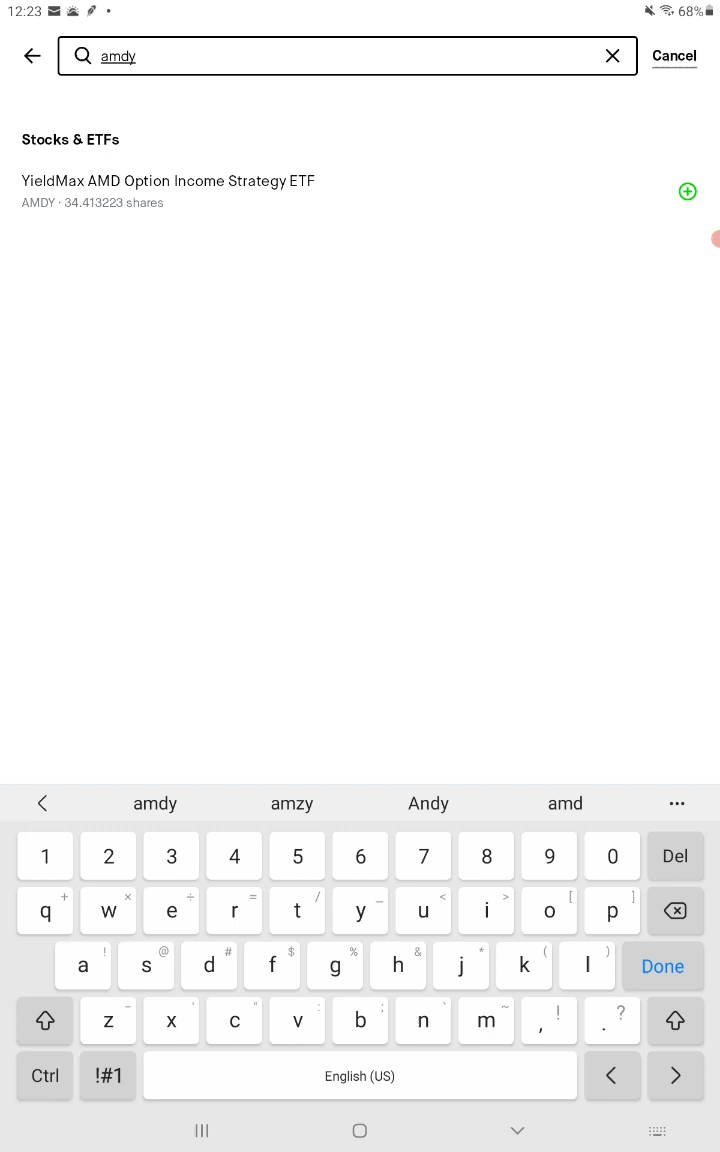 12:23 68%
amdy Cancel
Stocks & ETFs
YieldMax AMD Option Income Strategy ETF
AMDY · 34.413223 shares
amdy amzy Andy amd ...
1 2 3 4 5 6 7 8 9 0 Del
+ × ÷ = / _ < > [ ]
q w e r t y u i o p
! @ # $ % & * ( )
a s d f g h j k l Done
- ' " : ; ` ~ ! ?
z x c v b n m , .
Ctrl !#1 English (US) < >